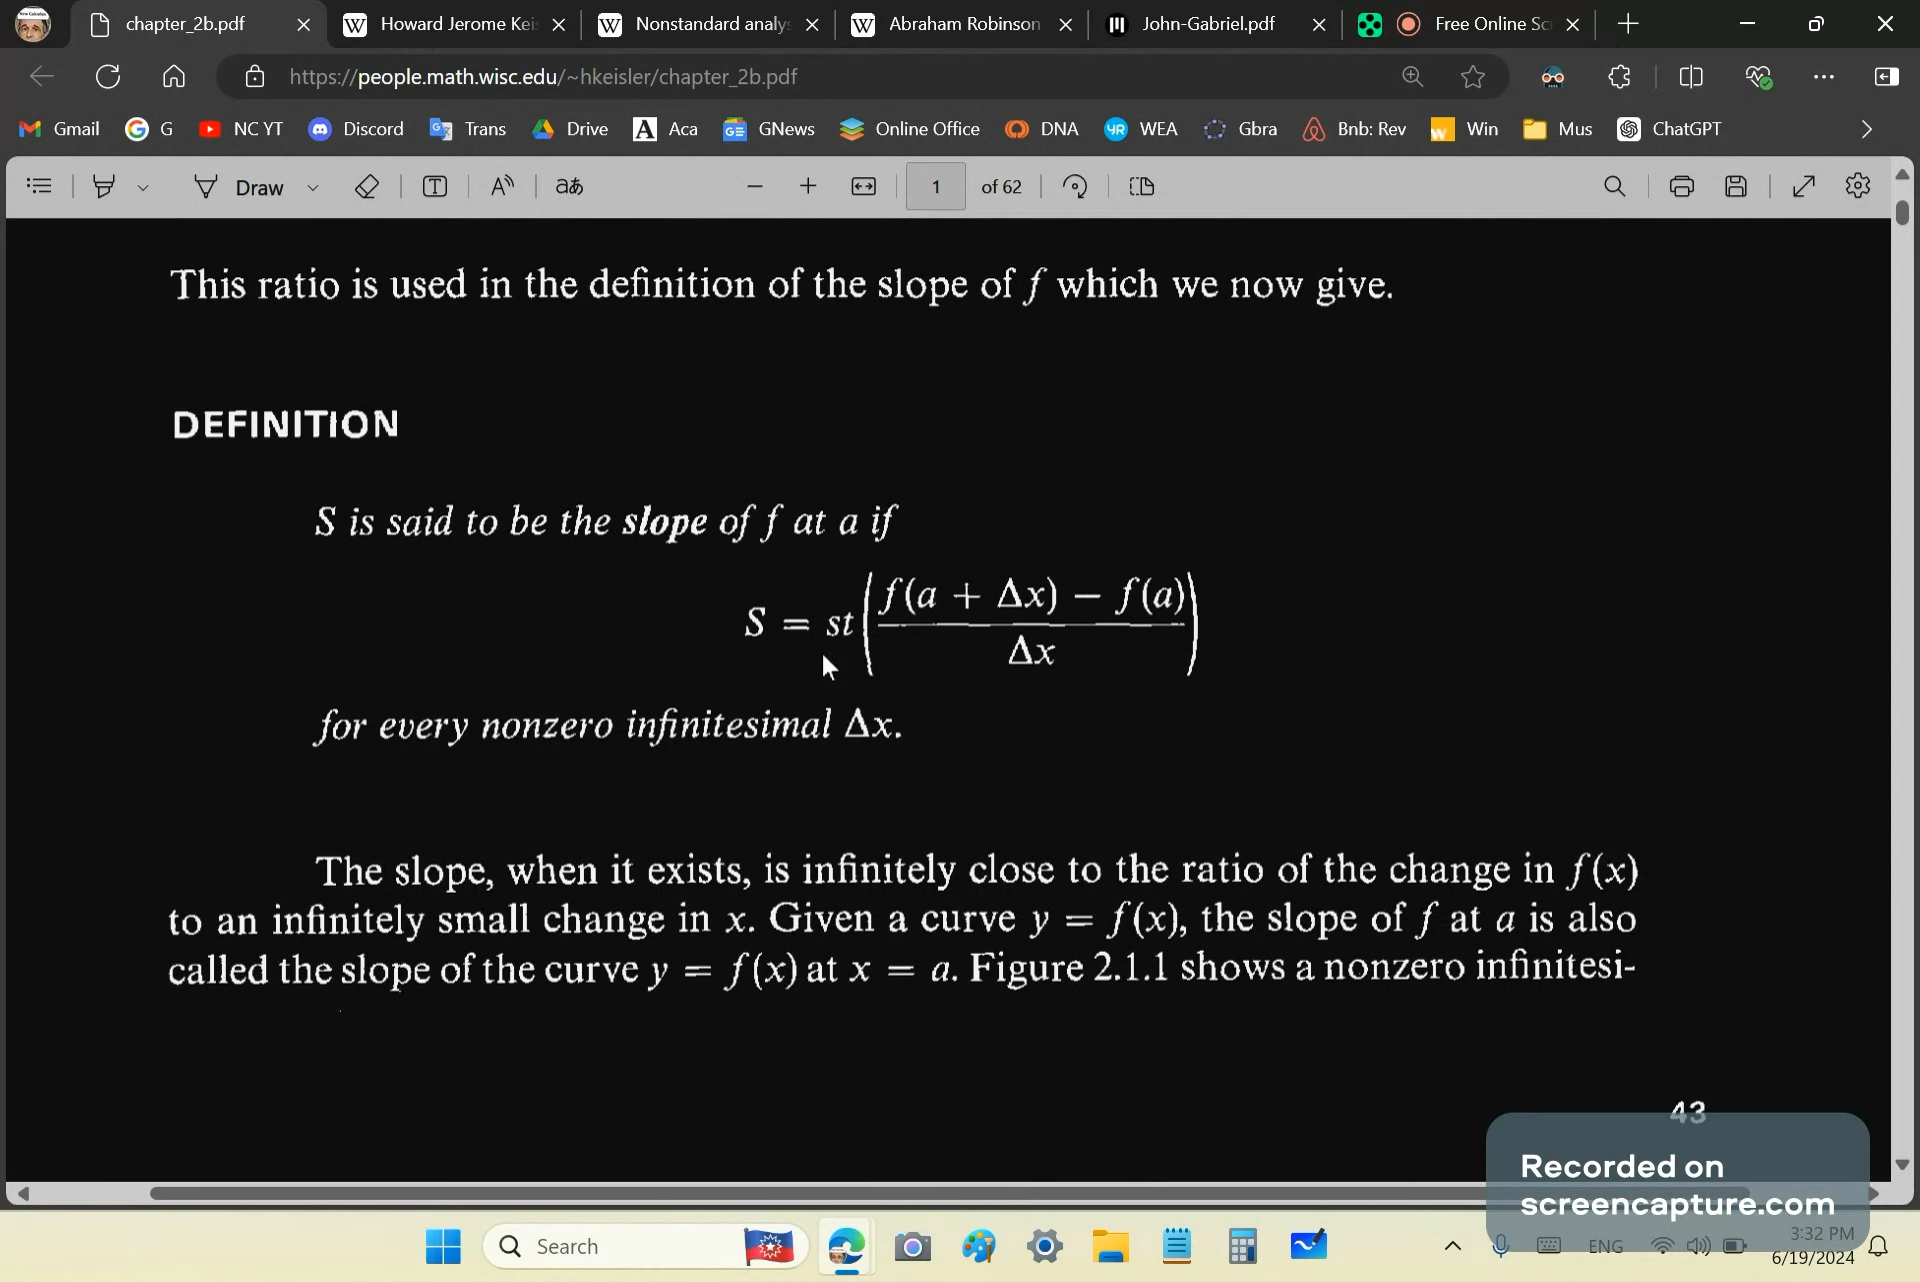 chapter_2b.pdf
Howard Jerome Kei
Nonstandard analys
Abraham Robinson
John-Gabriel.pdf
Free Online Sc
https://people.math.wisc.edu/~hkeisler/chapter_2b.pdf
Gmail
G
NC YT
Discord
Trans
Drive
Aca
GNews
Online Office
DNA
WEA
Gbra
Bnb: Rev
Win
Mus
ChatGPT
Draw
1 of 62
This ratio is used in the definition of the slope of f which we now give.
DEFINITION
S is said to be the slope of f at a if
S = st( f(a + Δx) − f(a) / Δx )
for every nonzero infinitesimal Δx.
The slope, when it exists, is infinitely close to the ratio of the change in f(x)
to an infinitely small change in x. Given a curve y = f(x), the slope of f at a is also
called the slope of the curve y = f(x) at x = a. Figure 2.1.1 shows a nonzero infinitesi-
43
Recorded on
screencapture.com
Search
ENG
3:32 PM
6/19/2024